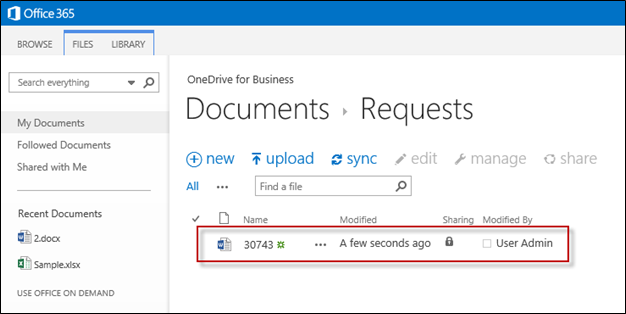 Office 365
BROWSE FILES LIBRARY
Search everything
My Documents
Followed Documents
Shared with Me
Recent Documents
2.docx
Sample.xlsx
USE OFFICE ON DEMAND
OneDrive for Business
Documents › Requests
new upload sync edit manage share
All ••• Find a file
Name Modified Sharing Modified By
30743 ••• A few seconds ago User Admin